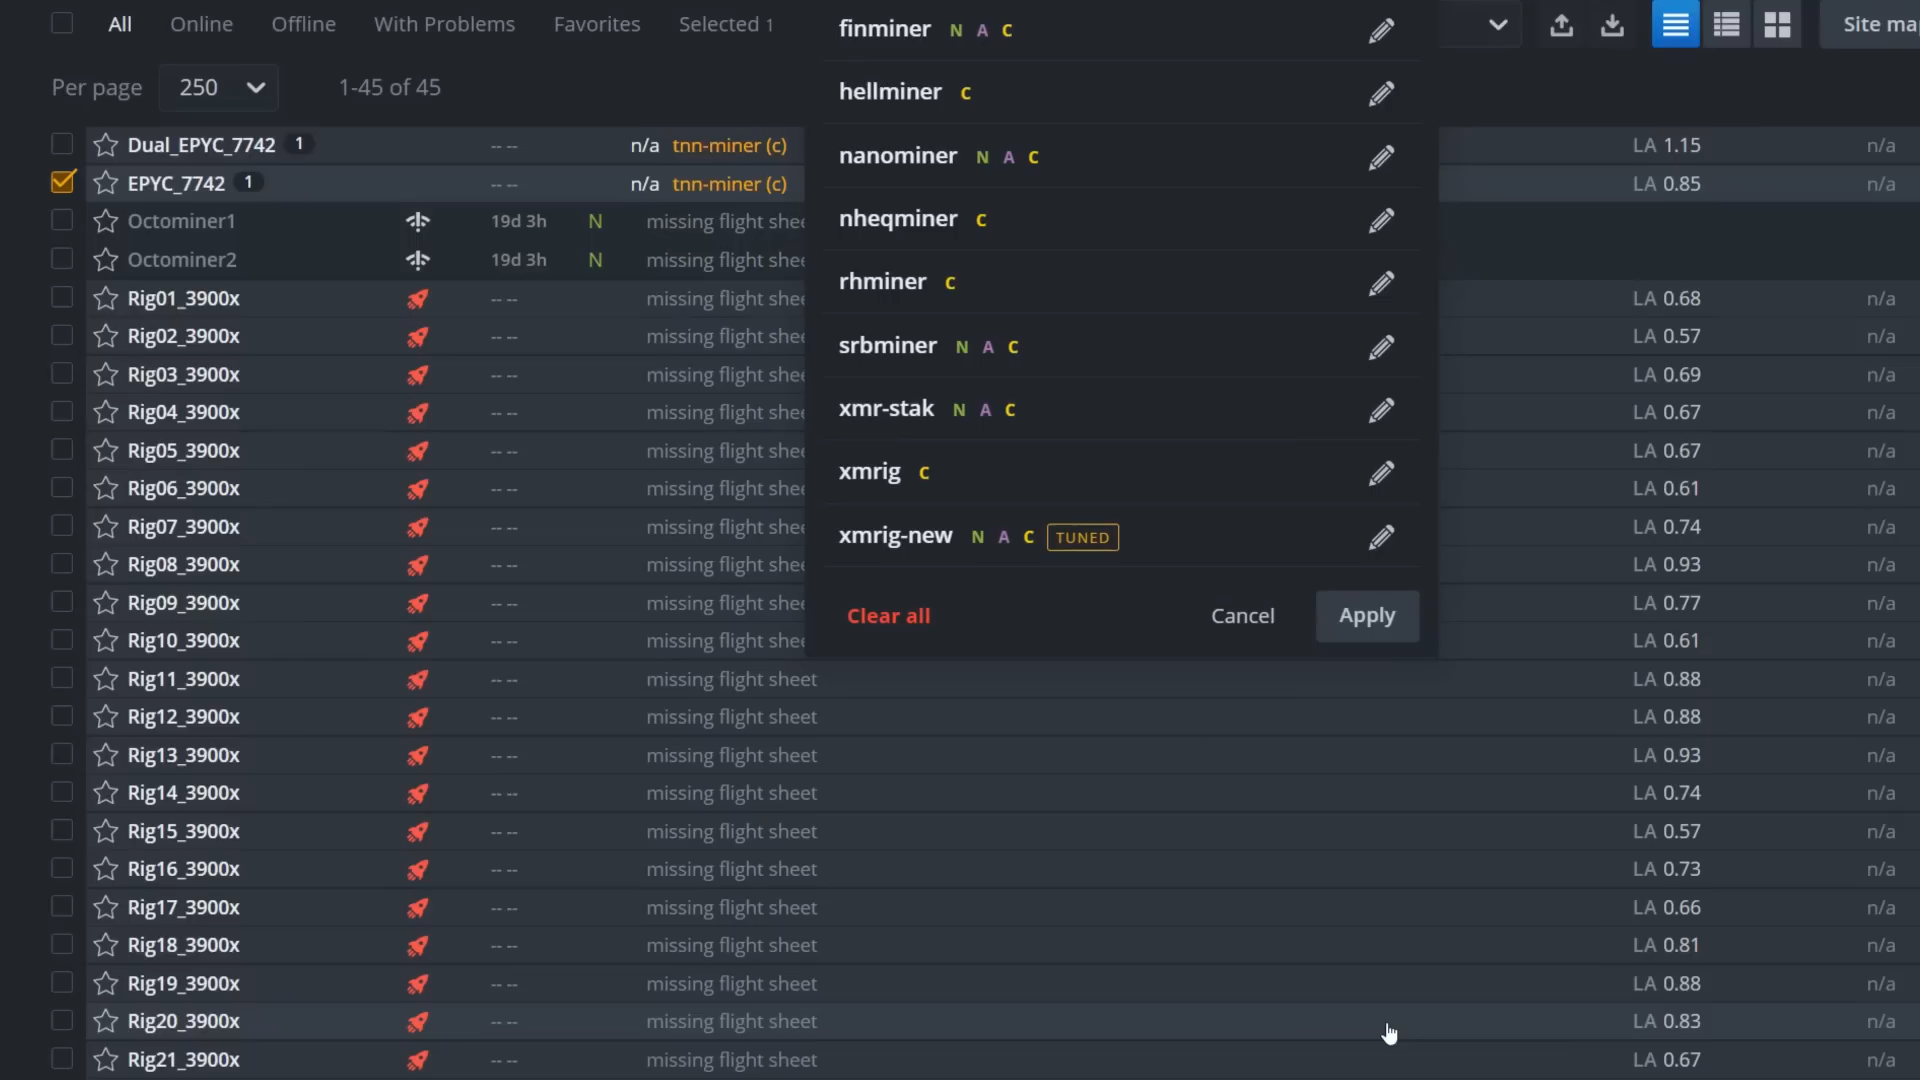 All Online Offline With Problems Favorites Selected 1 Site ma
Per page 250 1-45 of 45
finminer N A C
hellminer C
nanominer N A C
nheqminer C
rhminer C
srbminer N A C
xmr-stak N A C
xmrig C
xmrig-new N A C TUNED
Clear all Cancel Apply
Dual_EPYC_7742 1 -- -- n/a tnn-miner (c) LA 1.15 n/a
EPYC_7742 1 -- -- n/a tnn-miner (c) LA 0.85 n/a
Octominer1 19d 3h N missing flight shee
Octominer2 19d 3h N missing flight shee
Rig01_3900x -- -- missing flight shee LA 0.68 n/a
Rig02_3900x -- -- missing flight shee LA 0.57 n/a
Rig03_3900x -- -- missing flight shee LA 0.69 n/a
Rig04_3900x -- -- missing flight shee LA 0.67 n/a
Rig05_3900x -- -- missing flight shee LA 0.67 n/a
Rig06_3900x -- -- missing flight shee LA 0.61 n/a
Rig07_3900x -- -- missing flight shee LA 0.74 n/a
Rig08_3900x -- -- missing flight shee LA 0.93 n/a
Rig09_3900x -- -- missing flight shee LA 0.77 n/a
Rig10_3900x -- -- missing flight shee LA 0.61 n/a
Rig11_3900x -- -- missing flight sheet LA 0.88 n/a
Rig12_3900x -- -- missing flight sheet LA 0.88 n/a
Rig13_3900x -- -- missing flight sheet LA 0.93 n/a
Rig14_3900x -- -- missing flight sheet LA 0.74 n/a
Rig15_3900x -- -- missing flight sheet LA 0.57 n/a
Rig16_3900x -- -- missing flight sheet LA 0.73 n/a
Rig17_3900x -- -- missing flight sheet LA 0.66 n/a
Rig18_3900x -- -- missing flight sheet LA 0.81 n/a
Rig19_3900x -- -- missing flight sheet LA 0.88 n/a
Rig20_3900x -- -- missing flight sheet LA 0.83 n/a
Rig21_3900x -- -- missing flight sheet LA 0.67 n/a